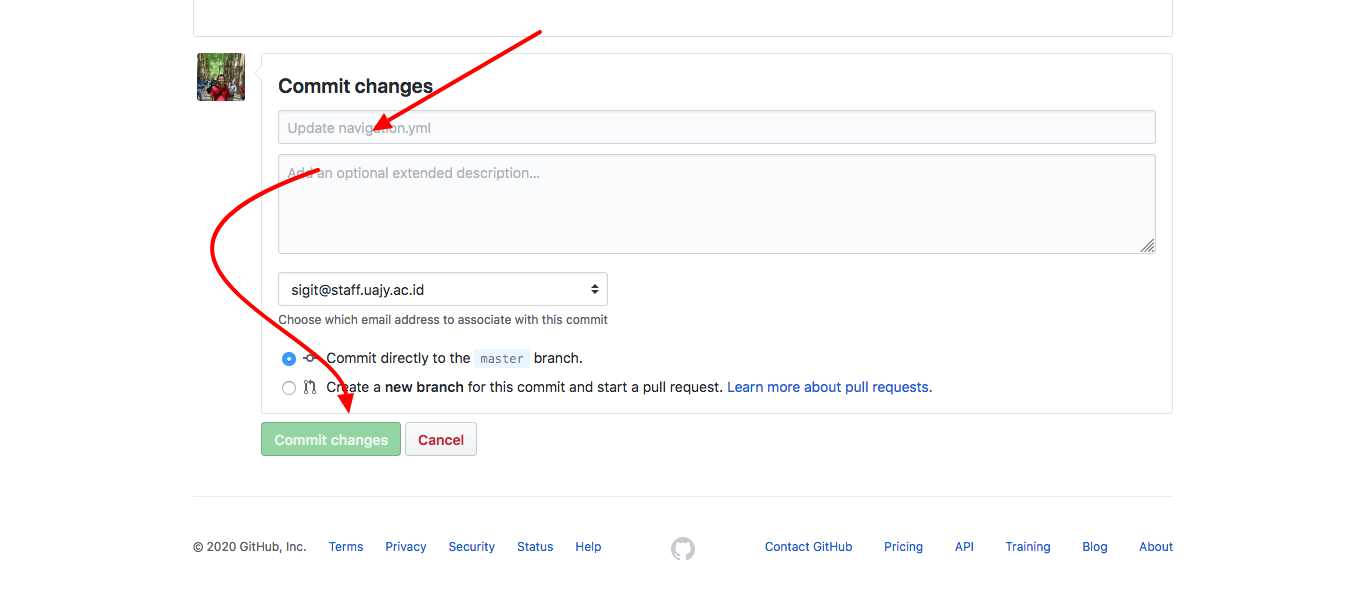 Commit changes
Update navigation.yml
Add an optional extended description...
sigit@staff.uajy.ac.id
Choose which email address to associate with this commit
Commit directly to the master branch.
Create a new branch for this commit and start a pull request. Learn more about pull requests.
Commit changes Cancel
© 2020 GitHub, Inc. Terms Privacy Security Status Help Contact GitHub Pricing API Training Blog About